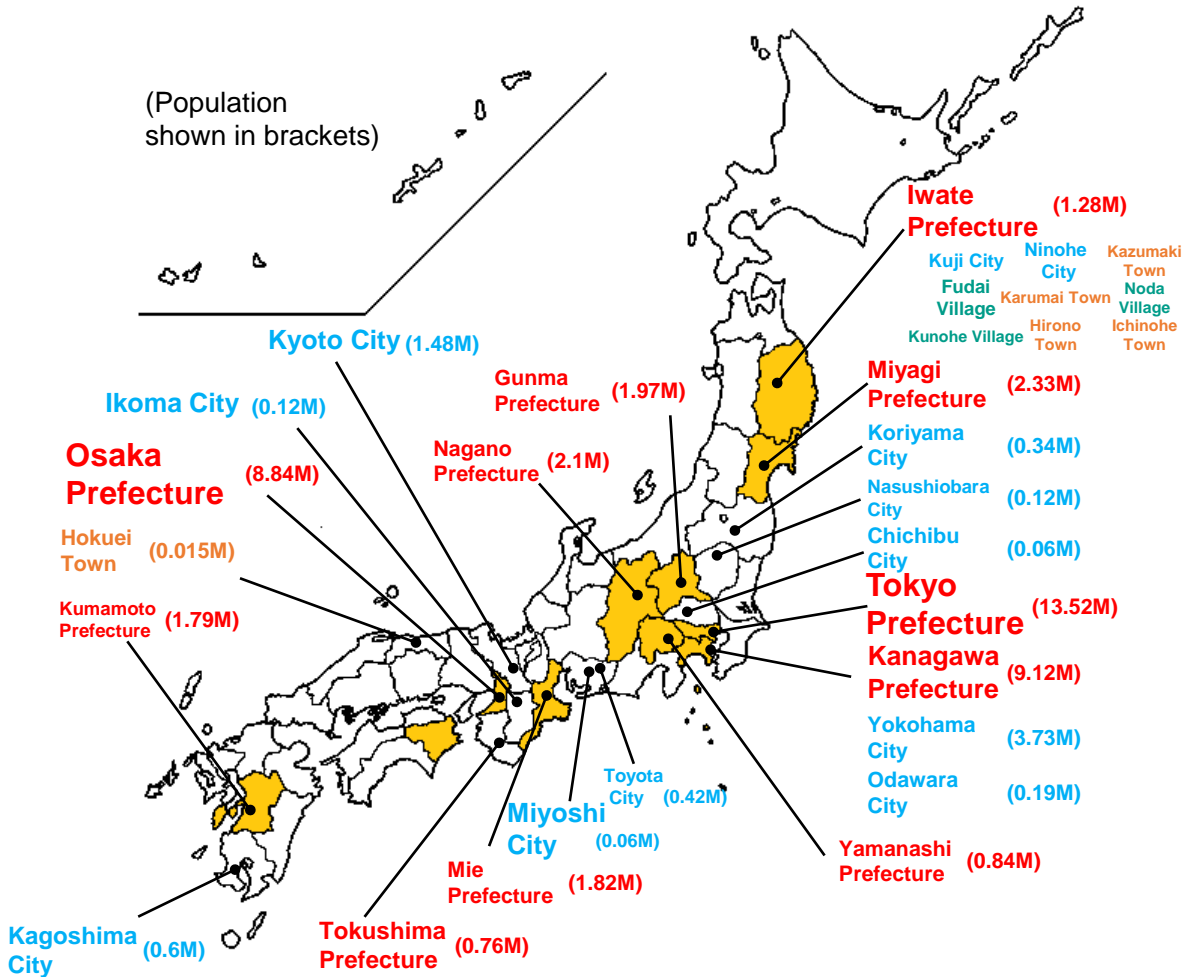 (Population
shown in brackets)
Iwate
Prefecture (1.28M)
Kuji City
Ninohe
City
Kazumaki
Town
Fudai
Village
Karumai Town
Noda
Village
Kunohe Village
Hirono
Town
Ichinohe
Town
Kyoto City (1.48M)
Gunma
Prefecture (1.97M)
Miyagi
Prefecture (2.33M)
Ikoma City (0.12M)
Nagano
Prefecture (2.1M)
Koriyama
City (0.34M)
Osaka
Prefecture (8.84M)
Nasushiobara
City (0.12M)
Hokuei
Town (0.015M)
Chichibu
City (0.06M)
Kumamoto
Prefecture (1.79M)
Tokyo
Prefecture (13.52M)
Kanagawa
Prefecture (9.12M)
Yokohama
City (3.73M)
Toyota
City (0.42M)
Odawara
City (0.19M)
Miyoshi
City (0.06M)
Yamanashi
Prefecture (0.84M)
Mie
Prefecture (1.82M)
Kagoshima
City (0.6M)
Tokushima
Prefecture (0.76M)